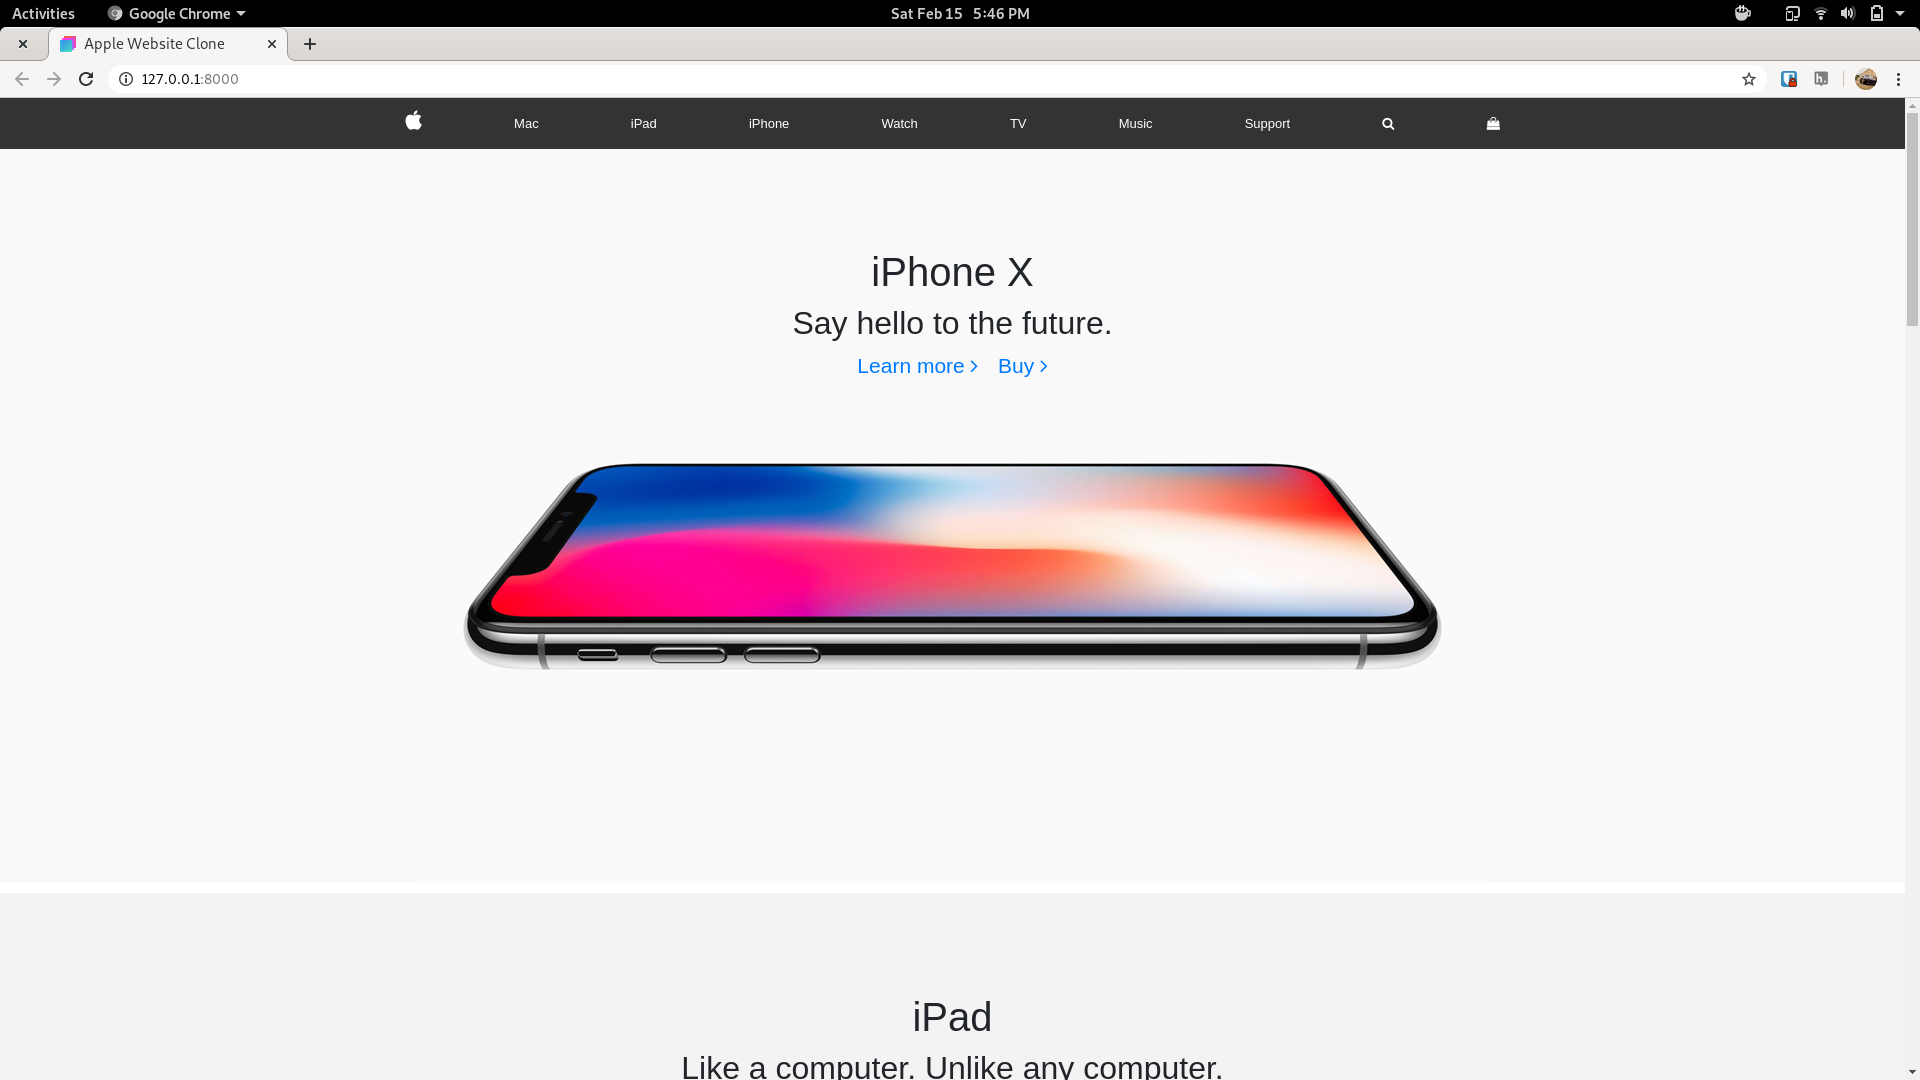 Activities Google Chrome Sat Feb 15 5:46 PM
Apple Website Clone
127.0.0.1:8000
Mac iPad iPhone Watch TV Music Support
iPhone X
Say hello to the future.
Learn more Buy
iPad
Like a computer. Unlike any computer.